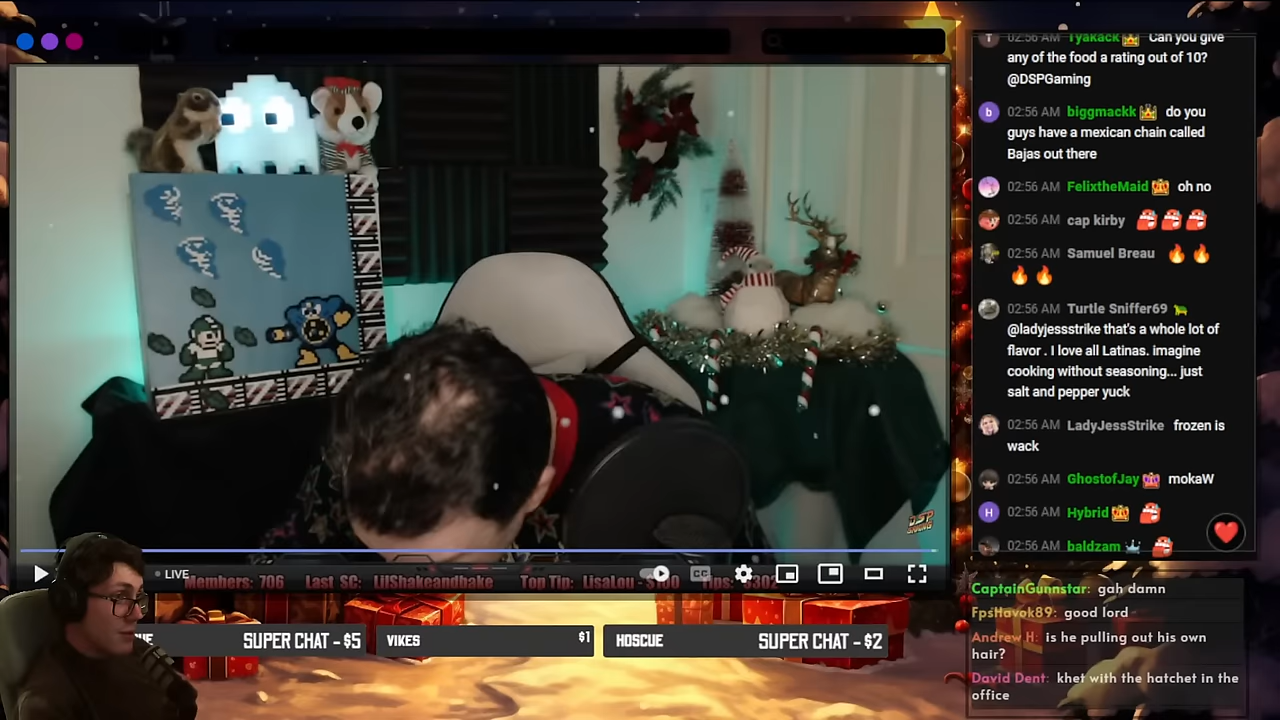 T 02:56 AM Tyakack Can you give
any of the food a rating out of 10?
@DSPGaming
b 02:56 AM biggmackk do you
guys have a mexican chain called
Bajas out there
02:56 AM FelixtheMaid oh no
02:56 AM cap kirby
02:56 AM Samuel Breau
02:56 AM Turtle Sniffer69
@ladyjessstrike that's a whole lot of
flavor . I love all Latinas. imagine
cooking without seasoning... just
salt and pepper yuck
02:56 AM LadyJessStrike frozen is
wack
02:56 AM GhostofJay mokaW
H 02:56 AM Hybrid
02:56 AM baldzam
DSP
GAMING
LIVE
CC
Members: 706 Last SC: LilShakeandbake Top Tip: LisaLou - $100 Tips:
SUPER CHAT - $5
VIKES $1
HOSCUE SUPER CHAT - $2
CaptainGunnstar: gah damn
FpsHavok89: good lord
Andrew H: is he pulling out his own
hair?
David Dent: khet with the hatchet in the
office